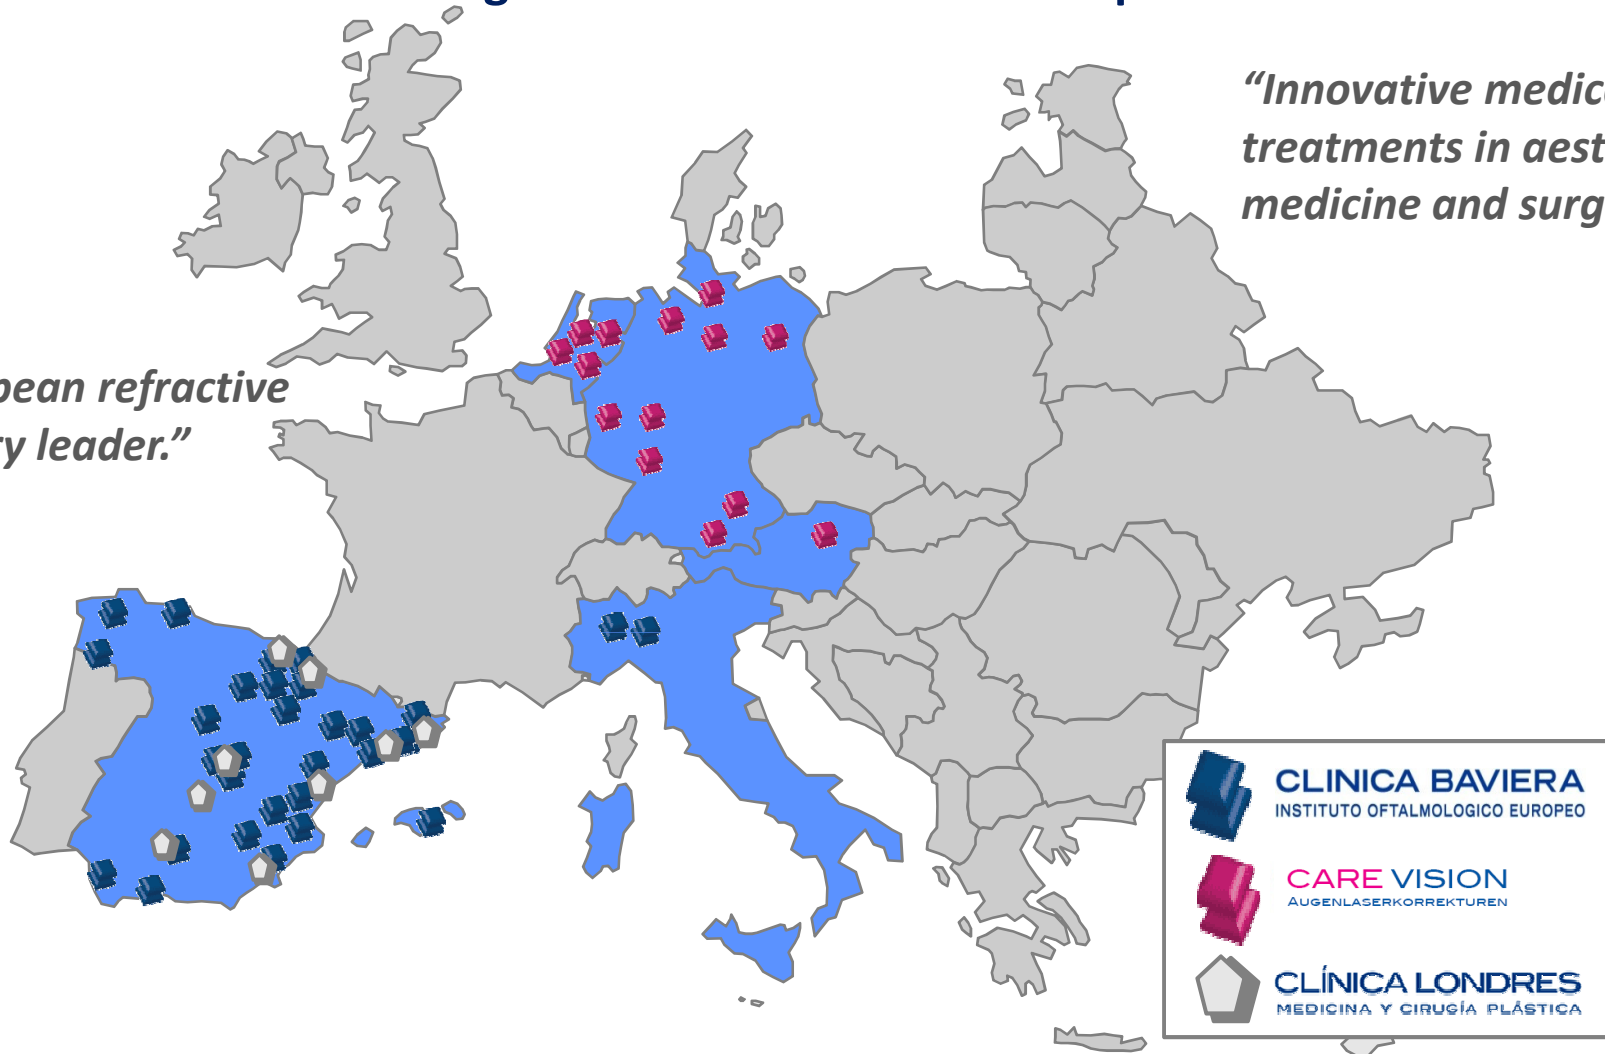 “Innovative medic
treatments in aest
medicine and surg
pean refractive
ry leader.”
CLINICA BAVIERA
INSTITUTO OFTALMOLOGICO EUROPEO
CARE VISION
AUGENLASERKORREKTUREN
CLÍNICA LONDRES
MEDICINA Y CIRUGÍA PLÁSTICA